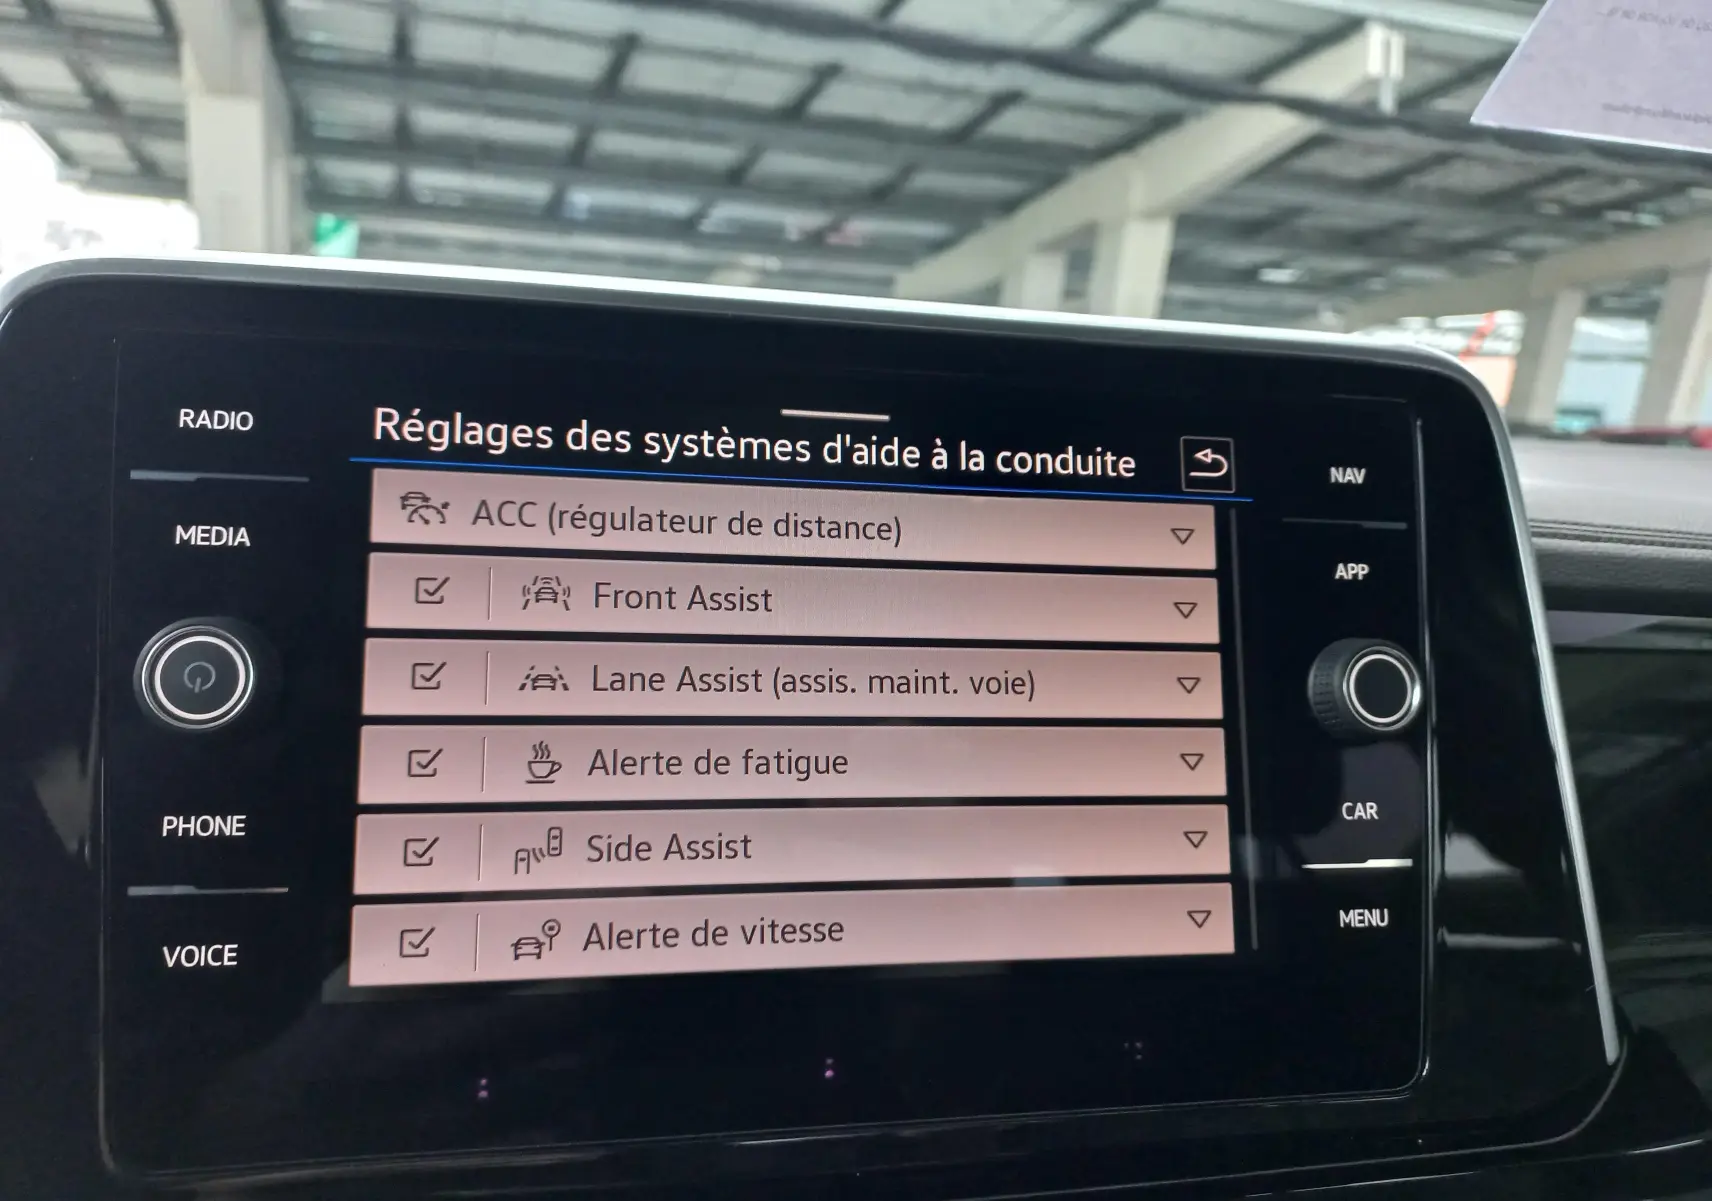 RADIO
MEDIA
PHONE
VOICE
Réglages des systèmes d'aide à la conduite
ACC (régulateur de distance)
Front Assist
Lane Assist (assis. maint. voie)
Alerte de fatigue
Side Assist
Alerte de vitesse
NAV
APP
CAR
MENU